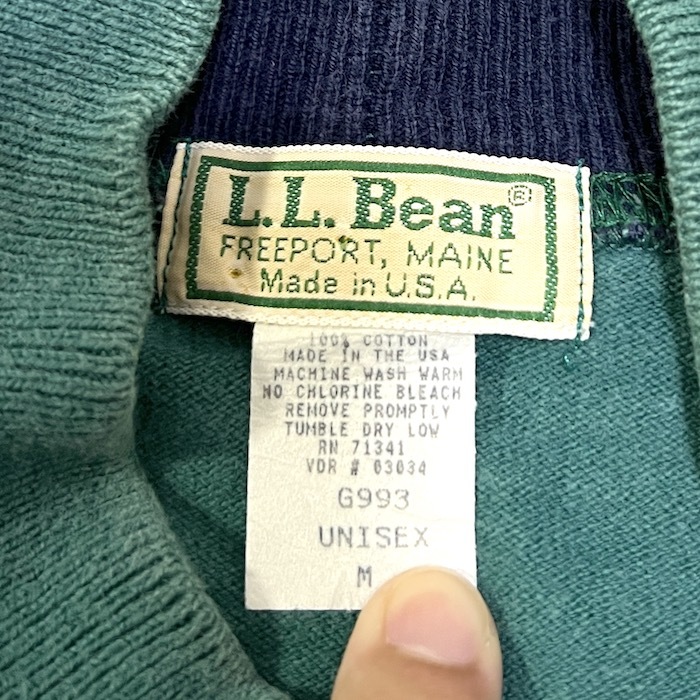 L.L. Bean®
FREEPORT, MAINE
Made in U.S.A.
100% COTTON
MADE IN THE USA
MACHINE WASH WARM
NO CHLORINE BLEACH
REMOVE PROMPTLY
TUMBLE DRY LOW
RN 71341
VDR # 03034
G993
UNISEX
M